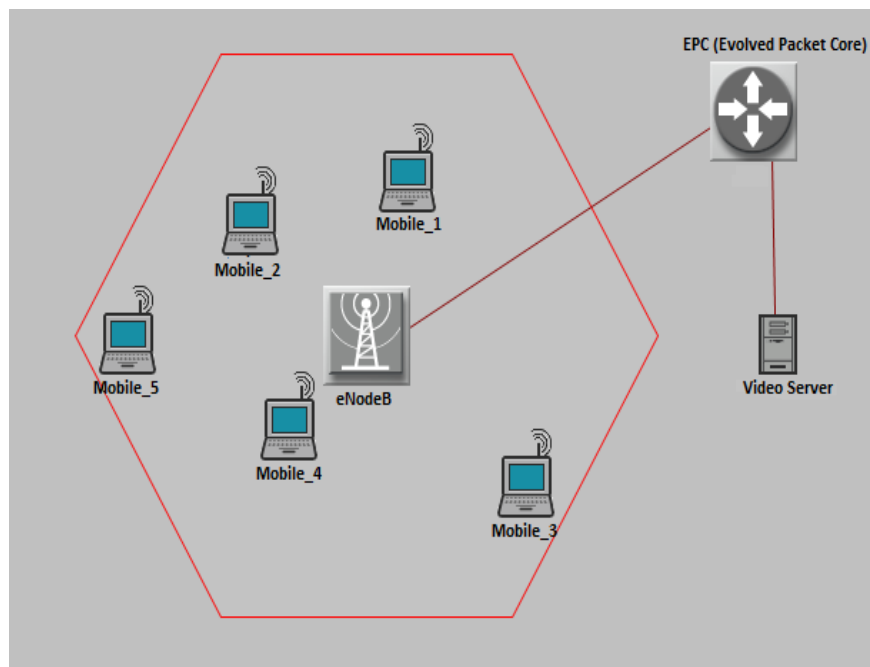 EPC (Evolved Packet Core)
Mobile_1
Mobile_2
Mobile_5
eNodeB
Video Server
Mobile_4
Mobile_3